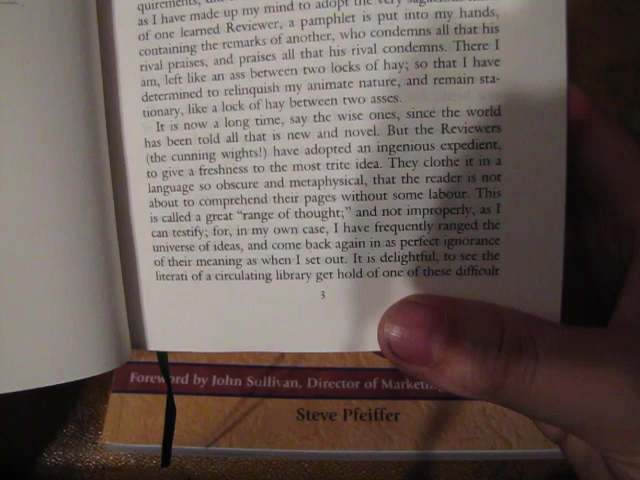 quirements, and
as I have made up my mind to adopt the very sagacious
of one learned Reviewer, a pamphlet is put into my hands,
containing the remarks of another, who condemns all that his
rival praises, and praises all that his rival condemns. There I
am, left like an ass between two locks of hay; so that I have
determined to relinquish my animate nature, and remain sta-
tionary, like a lock of hay between two asses.
It is now a long time, say the wise ones, since the world
has been told all that is new and novel. But the Reviewers
(the cunning wights!) have adopted an ingenious expedient,
to give a freshness to the most trite idea. They clothe it in a
language so obscure and metaphysical, that the reader is not
about to comprehend their pages without some labour. This
is called a great “range of thought;” and not improperly, as I
can testify; for, in my own case, I have frequently ranged the
universe of ideas, and come back again in as perfect ignorance
of their meaning as when I set out. It is delightful, to see the
literati of a circulating library get hold of one of these difficult
3
Foreword by John Sullivan, Director of Marketing
Steve Pfeiffer